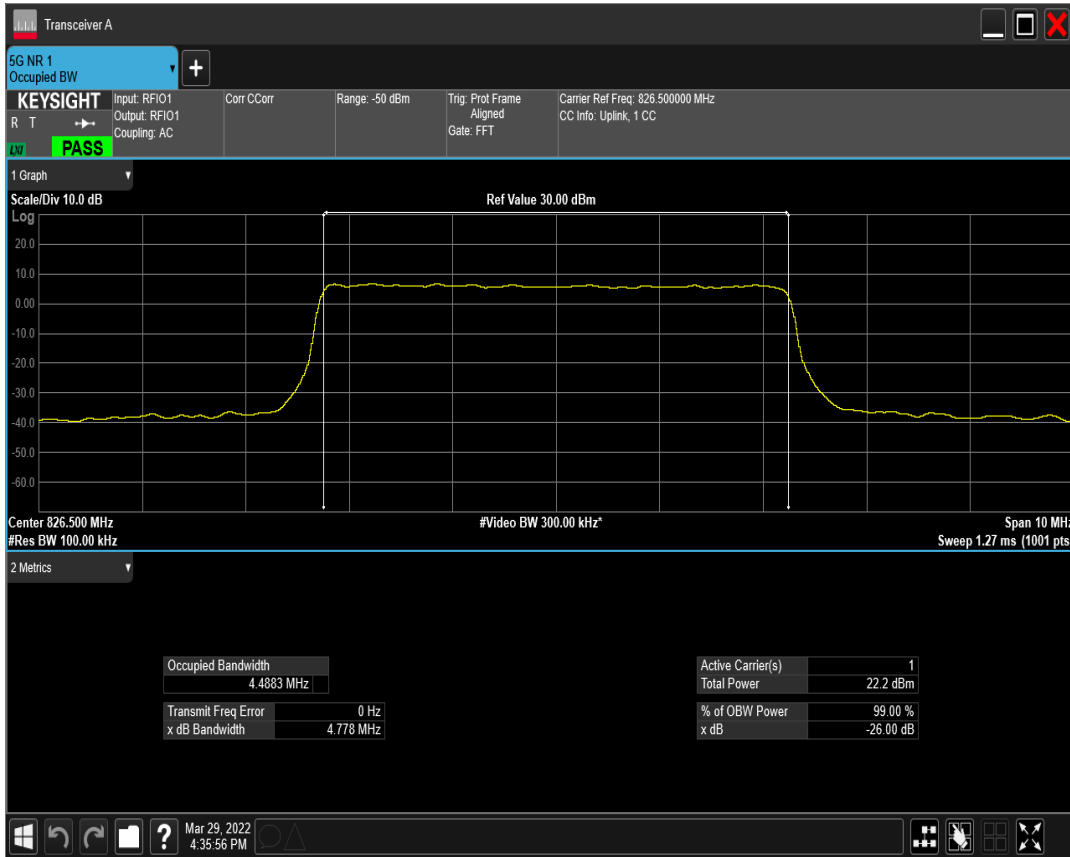 Transceiver A
5G NR 1
Occupied BW
+
KEYSIGHT
R T
LXI
PASS
Input: RFIO1
Output: RFIO1
Coupling: AC
Corr CCorr
Range: -50 dBm
Trig: Prot Frame
Aligned
Gate: FFT
Carrier Ref Freq: 826.500000 MHz
CC Info: Uplink, 1 CC
1 Graph
Scale/Div 10.0 dB
Ref Value 30.00 dBm
Log
20.0
10.0
0.00
-10.0
-20.0
-30.0
-40.0
-50.0
-60.0
Center 826.500 MHz
#Video BW 300.00 kHz*
Span 10 MHz
#Res BW 100.00 kHz
Sweep 1.27 ms (1001 pts
2 Metrics
Occupied Bandwidth
4.4883 MHz
Transmit Freq Error 0 Hz
x dB Bandwidth 4.778 MHz
Active Carrier(s) 1
Total Power 22.2 dBm
% of OBW Power 99.00 %
x dB -26.00 dB
?
Mar 29, 2022
4:35:56 PM